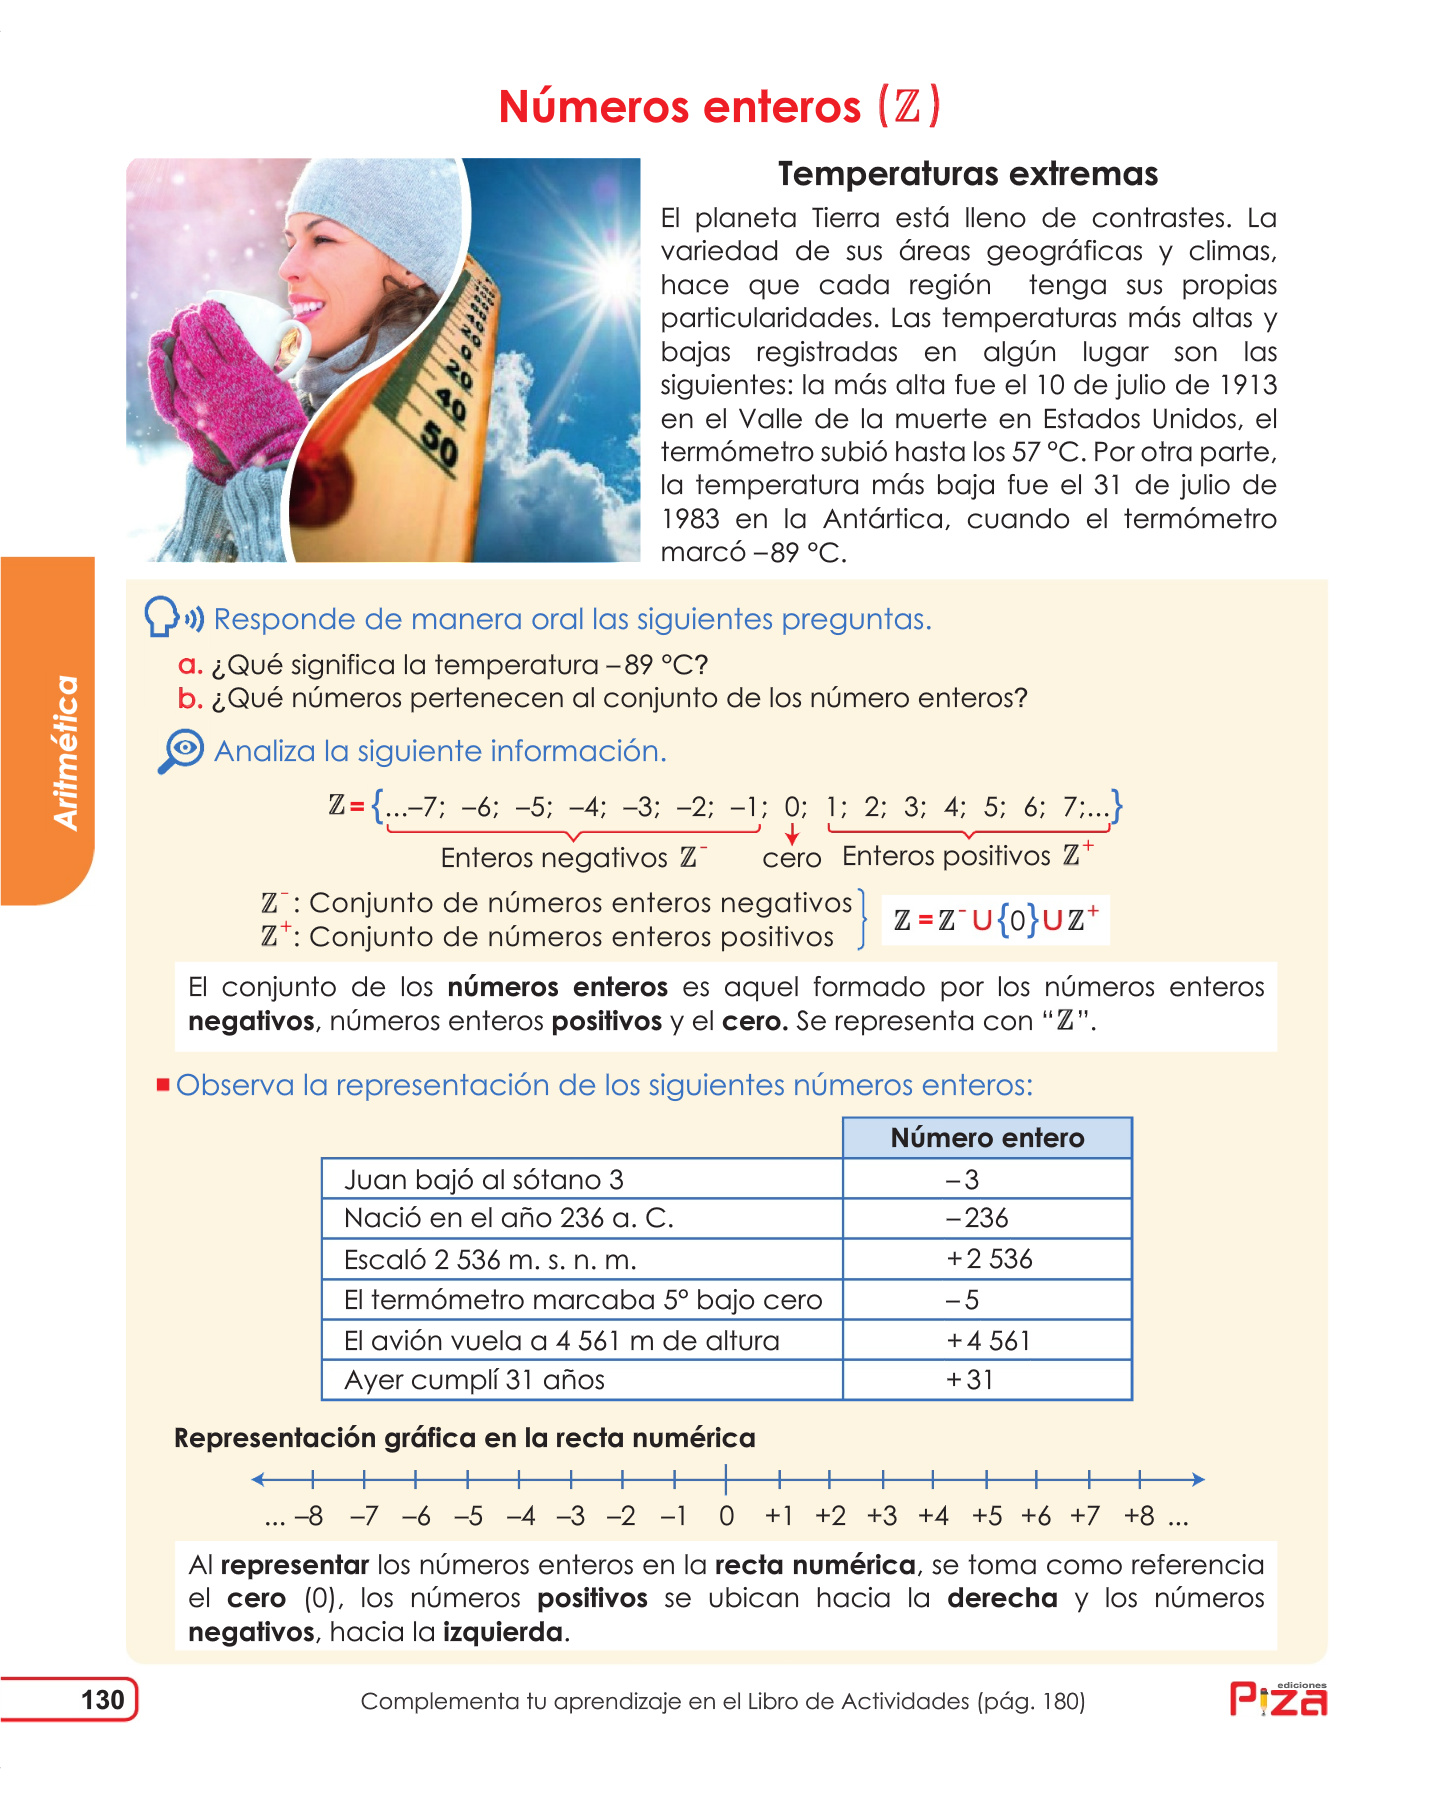 Números enteros (ℤ)
Temperaturas extremas
El planeta Tierra está lleno de contrastes. La
variedad de sus áreas geográficas y climas,
hace que cada región tenga sus propias
particularidades. Las temperaturas más altas y
bajas registradas en algún lugar son las
siguientes: la más alta fue el 10 de julio de 1913
en el Valle de la muerte en Estados Unidos, el
termómetro subió hasta los 57 °C. Por otra parte,
la temperatura más baja fue el 31 de julio de
1983 en la Antártica, cuando el termómetro
marcó –89 °C.
20
20
40
50
Aritmética
Responde de manera oral las siguientes preguntas.
a. ¿Qué significa la temperatura –89 °C?
b. ¿Qué números pertenecen al conjunto de los número enteros?
Analiza la siguiente información.
ℤ = {...–7; –6; –5; –4; –3; –2; –1; 0; 1; 2; 3; 4; 5; 6; 7;...}
Enteros negativos ℤ⁻ cero Enteros positivos ℤ⁺
ℤ⁻: Conjunto de números enteros negativos
ℤ⁺: Conjunto de números enteros positivos
ℤ = ℤ⁻ U {0} U ℤ⁺
El conjunto de los números enteros es aquel formado por los números enteros
negativos, números enteros positivos y el cero. Se representa con “ℤ”.
Observa la representación de los siguientes números enteros:
Número entero
Juan bajó al sótano 3 –3
Nació en el año 236 a. C. –236
Escaló 2 536 m. s. n. m. +2 536
El termómetro marcaba 5° bajo cero –5
El avión vuela a 4 561 m de altura +4 561
Ayer cumplí 31 años +31
Representación gráfica en la recta numérica
... –8 –7 –6 –5 –4 –3 –2 –1 0 +1 +2 +3 +4 +5 +6 +7 +8 ...
Al representar los números enteros en la recta numérica, se toma como referencia
el cero (0), los números positivos se ubican hacia la derecha y los números
negativos, hacia la izquierda.
130
Complementa tu aprendizaje en el Libro de Actividades (pág. 180)
ediciones
PIZA